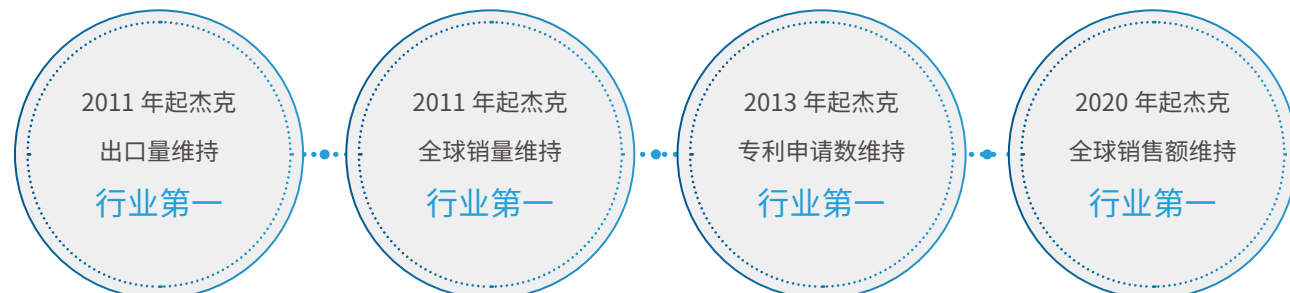 2011 年起杰克
出口量维持
行业第一
2011 年起杰克
全球销量维持
行业第一
2013 年起杰克
专利申请数维持
行业第一
2020 年起杰克
全球销售额维持
行业第一